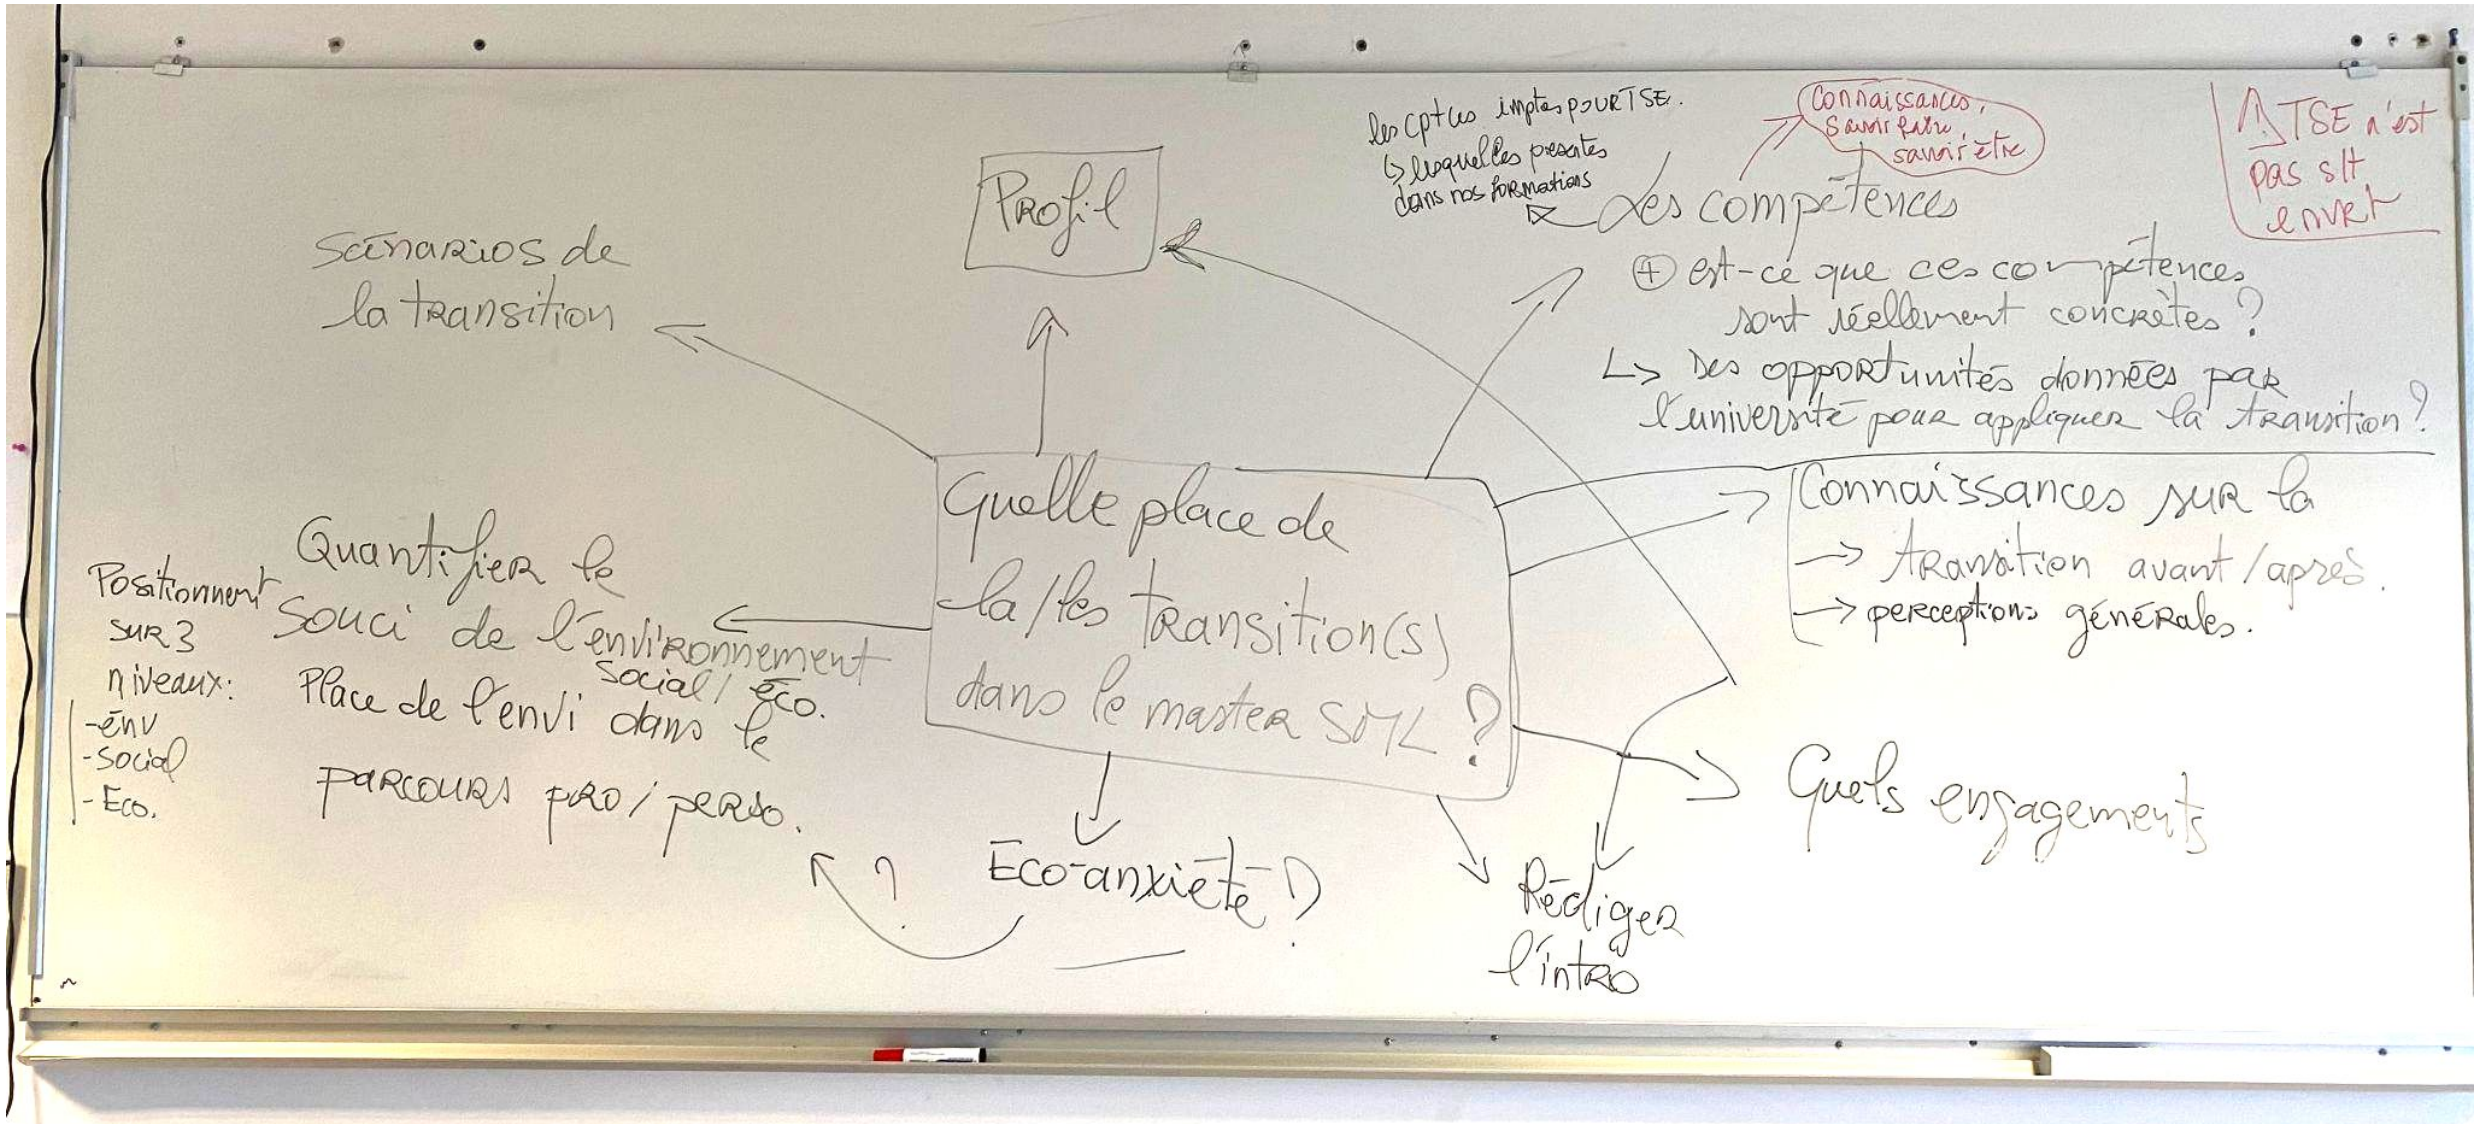 Scénarios de
la transition
Profil
les cptces imptes POUR TSE.
↳ lesquelles présentes
dans nos formations
Connaissances,
Savoir faire,
savoir être
⚠ TSE n'est
pas slt
envrt
Les compétences
⊕ est-ce que ces compétences
sont réellement concrètes ?
↳ Des opportunités données par
l'université pour appliquer la transition ?
Quelle place de
la/les transition(s)
dans le master SML ?
Connaissances sur la
→ transition avant/après.
→ perceptions générales.
Quantifier le
souci de l'environnement
social / éco.
Place de l'envi dans le
parcours pro/perso.
Positionnent
sur 3
niveaux:
-env
-social
-Eco.
?
Eco-anxiété ?
Rédiger
l'intro
Quels engagements